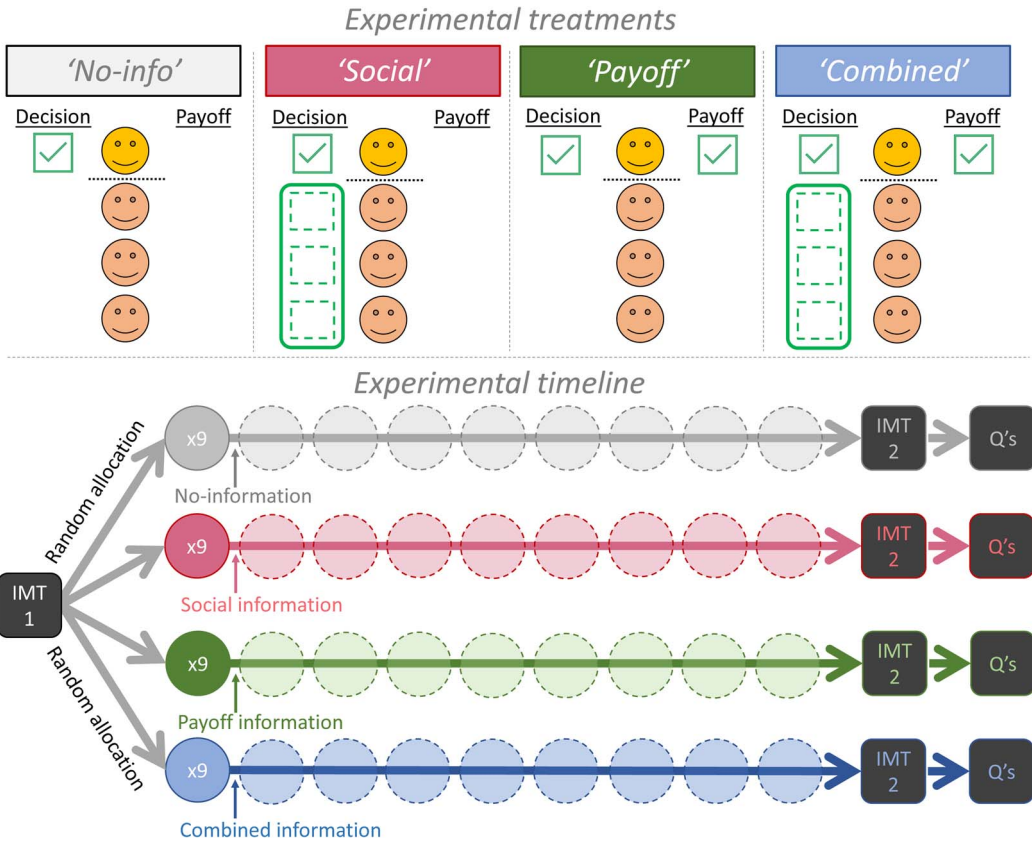 Experimental treatments
'No-info'
'Social'
'Payoff'
'Combined'
Decision
Payoff
Decision
Payoff
Decision
Payoff
Decision
Payoff
Experimental timeline
Random allocation
Random allocation
IMT
1
x9
No-information
IMT
2
Q's
x9
Social information
IMT
2
Q's
x9
Payoff information
IMT
2
Q's
x9
Combined information
IMT
2
Q's